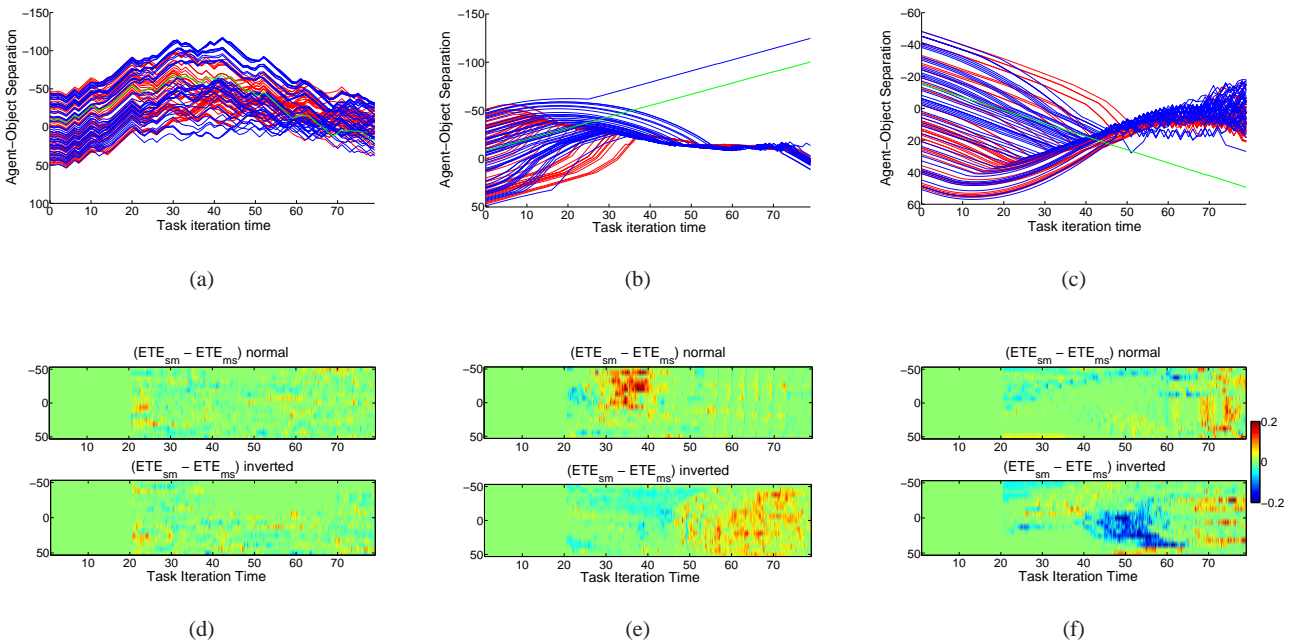 Agent–Object Separation
−150
−100
−50
0
50
100
0 10 20 30 40 50 60 70
Task iteration time
(a)
Agent–Object Separation
−150
−100
−50
0
50
0 10 20 30 40 50 60 70
Task iteration time
(b)
Agent–Object Separation
−60
−40
−20
0
20
40
60
0 10 20 30 40 50 60 70
Task iteration time
(c)
(ETE_sm − ETE_ms) normal
−50
0
50
10 20 30 40 50 60 70
(ETE_sm − ETE_ms) inverted
−50
0
50
10 20 30 40 50 60 70
Task Iteration Time
(d)
(ETE_sm − ETE_ms) normal
−50
0
50
10 20 30 40 50 60 70
(ETE_sm − ETE_ms) inverted
−50
0
50
10 20 30 40 50 60 70
Task Iteration Time
(e)
(ETE_sm − ETE_ms) normal
−50
0
50
10 20 30 40 50 60 70
(ETE_sm − ETE_ms) inverted
−50
0
50
10 20 30 40 50 60 70
Task Iteration Time
0.2
0
−0.2
(f)